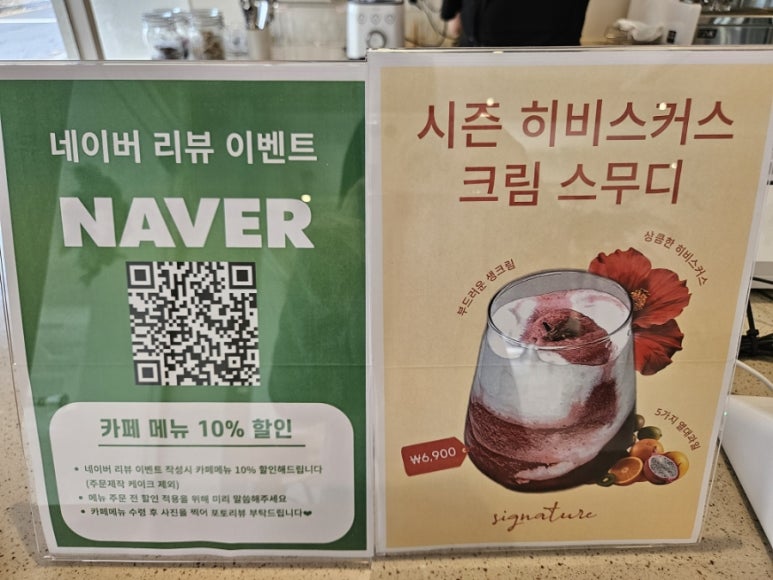 네이버 리뷰 이벤트
NAVER
카페 메뉴 10% 할인
• 네이버 리뷰 이벤트 작성시 카페메뉴 10% 할인해드립니다
(주문제작 케이크 제외)
• 메뉴 주문 전 할인 적용을 위해 미리 말씀해주세요
• 카페메뉴 수령 후 사진을 찍어 포토리뷰 부탁드립니다❤
시즌 히비스커스
크림 스무디
부드러운 생크림
상큼한 히비스커스
5가지 열대과일
₩6,900
signature